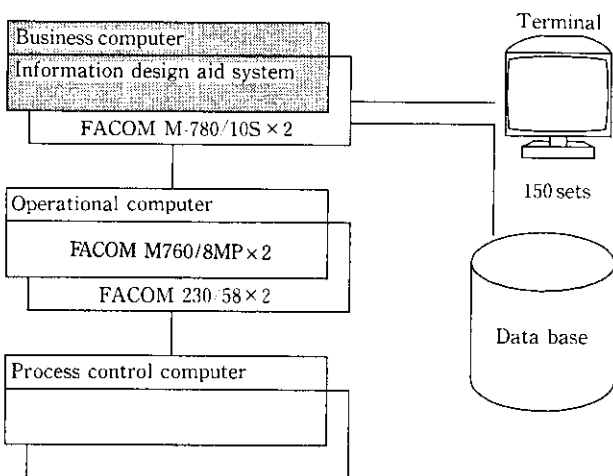 Business computer
Information design aid system
FACOM M-780/10S × 2
Terminal
150 sets
Operational computer
FACOM M760/8MP × 2
FACOM 230/58 × 2
Data base
Process control computer